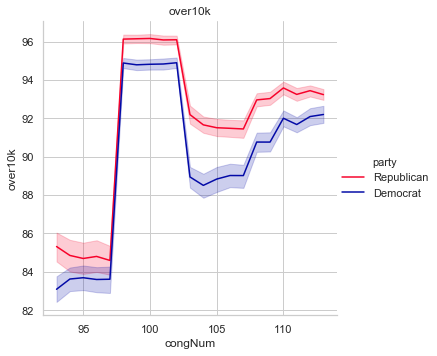 over10k
96
94
92
90
88
86
84
82
over10k
95
100
105
110
congNum
party
Republican
Democrat